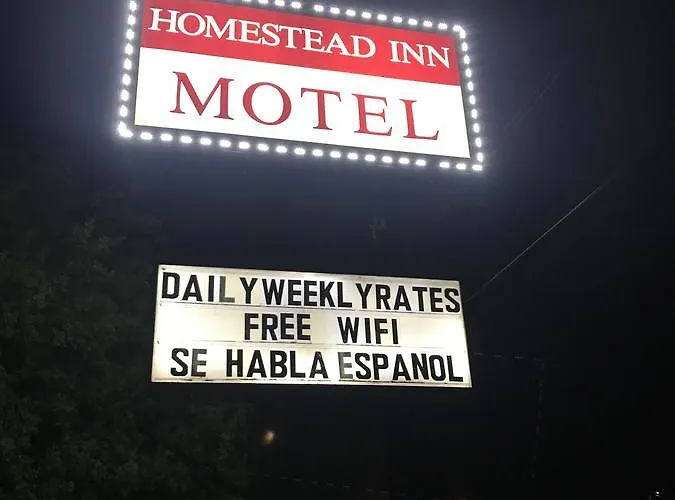 HOMESTEAD INN
MOTEL
DAILYWEEKLYRATES
FREE WIFI
SE HABLA ESPANOL